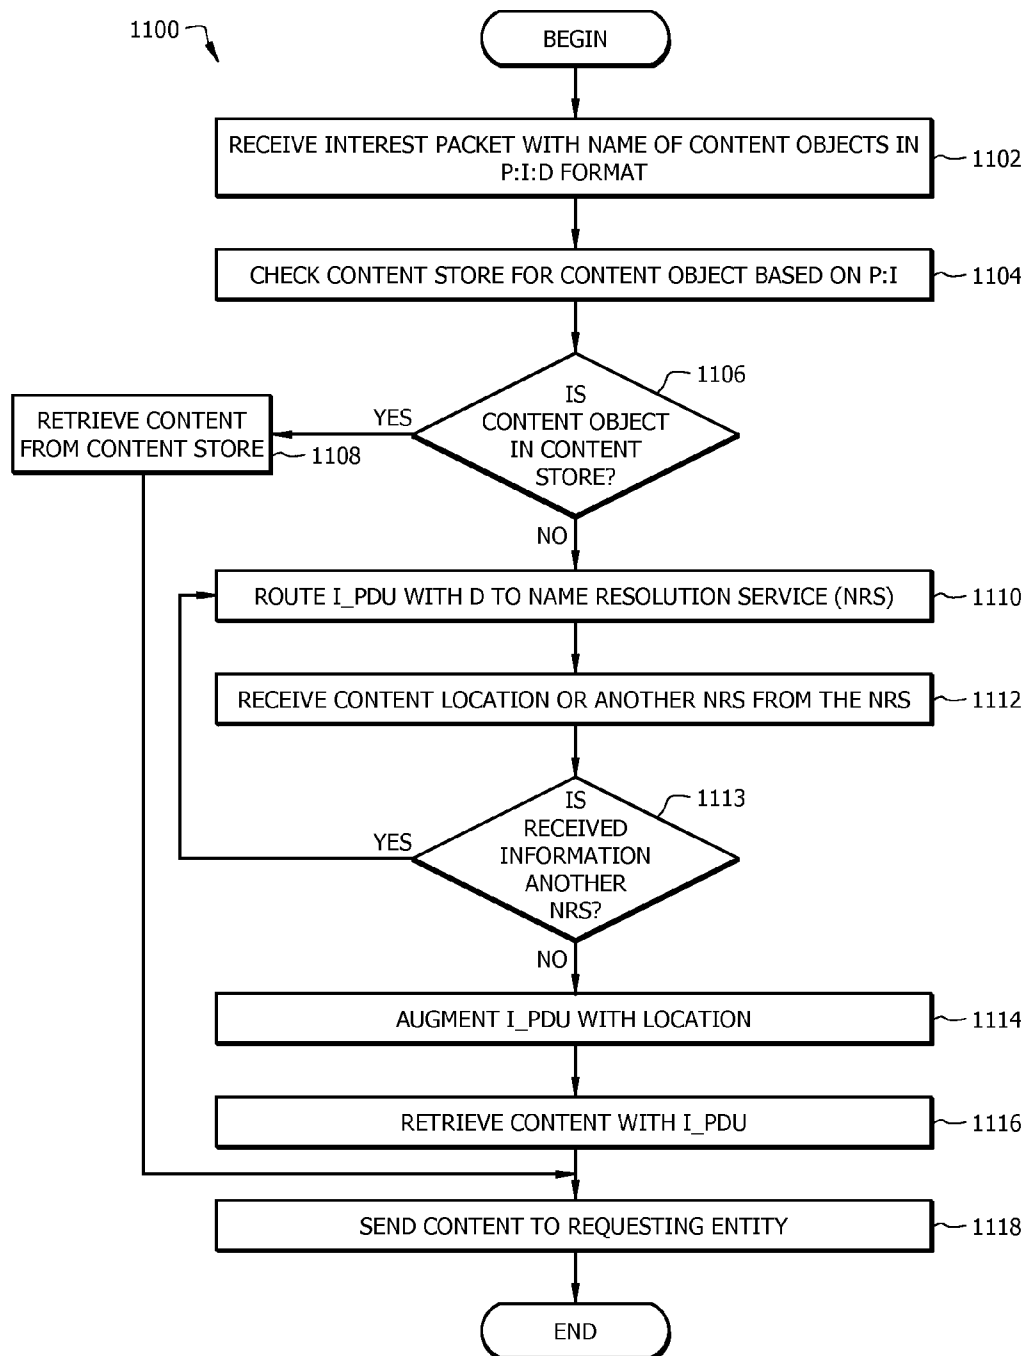 1100
BEGIN
RECEIVE INTEREST PACKET WITH NAME OF CONTENT OBJECTS IN
P:I:D FORMAT
1102
CHECK CONTENT STORE FOR CONTENT OBJECT BASED ON P:I
1104
IS
CONTENT OBJECT
IN CONTENT
STORE?
1106
YES
RETRIEVE CONTENT
FROM CONTENT STORE
1108
NO
ROUTE I_PDU WITH D TO NAME RESOLUTION SERVICE (NRS)
1110
RECEIVE CONTENT LOCATION OR ANOTHER NRS FROM THE NRS
1112
IS
RECEIVED
INFORMATION
ANOTHER
NRS?
1113
YES
NO
AUGMENT I_PDU WITH LOCATION
1114
RETRIEVE CONTENT WITH I_PDU
1116
SEND CONTENT TO REQUESTING ENTITY
1118
END